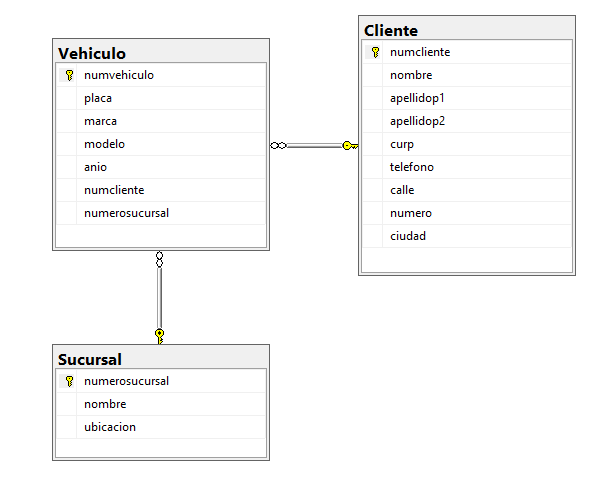 Vehiculo
numvehiculo
placa
marca
modelo
anio
numcliente
numerosucursal
Cliente
numcliente
nombre
apellidop1
apellidop2
curp
telefono
calle
numero
ciudad
Sucursal
numerosucursal
nombre
ubicacion